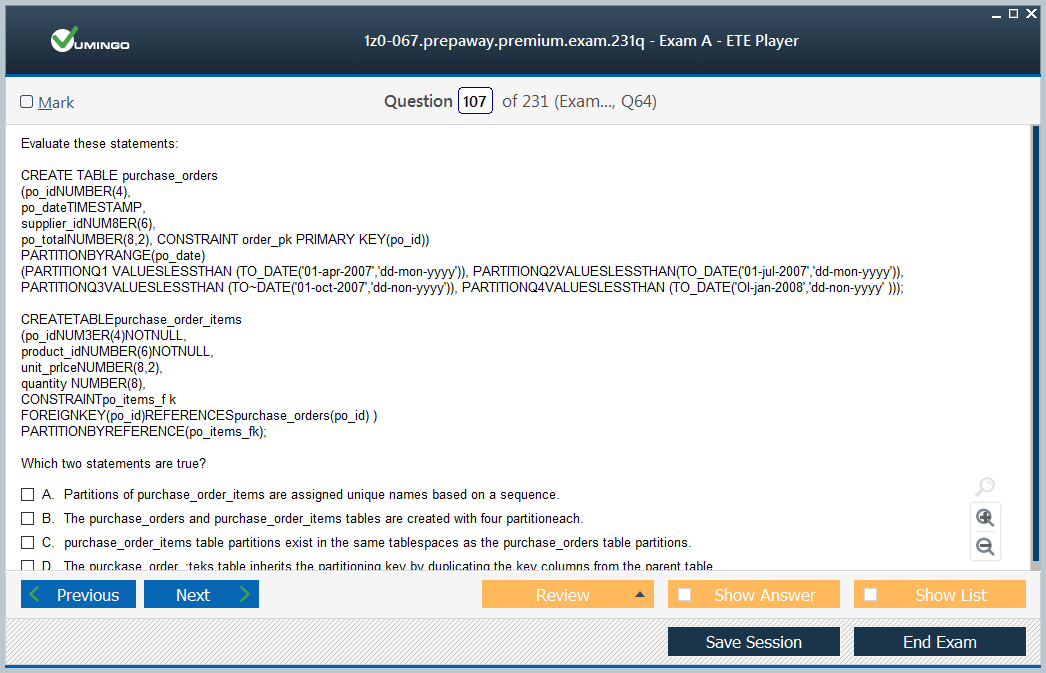 VUMINGO
1z0-067.prepaway.premium.exam.231q - Exam A - ETE Player
Mark
Question 107 of 231 (Exam..., Q64)
Evaluate these statements:
CREATE TABLE purchase_orders
(po_idNUMBER(4),
po_dateTIMESTAMP,
supplier_idNUM8ER(6),
po_totalNUMBER(8,2), CONSTRAINT order_pk PRIMARY KEY(po_id))
PARTITIONBYRANGE(po_date)
(PARTITIONQ1 VALUESLESSTHAN (TO_DATE('01-apr-2007','dd-mon-yyyy')), PARTITIONQ2VALUESLESSTHAN(TO_DATE('01-jul-2007','dd-mon-yyyy')),
PARTITIONQ3VALUESLESSTHAN (TO~DATE('01-oct-2007','dd-non-yyyy')), PARTITIONQ4VALUESLESSTHAN (TO_DATE('Ol-jan-2008','dd-non-yyyy' )));
CREATETABLEpurchase_order_items
(po_idNUM3ER(4)NOTNULL,
product_idNUMBER(6)NOTNULL,
unit_prlceNUMBER(8,2),
quantity NUMBER(8),
CONSTRAINTpo_items_f k
FOREIGNKEY(po_id)REFERENCESpurchase_orders(po_id) )
PARTITIONBYREFERENCE(po_items_fk);
Which two statements are true?
A. Partitions of purchase_order_items are assigned unique names based on a sequence.
B. The purchase_orders and purchase_order_items tables are created with four partitioneach.
C. purchase_order_items table partitions exist in the same tablespaces as the purchase_orders table partitions.
D. The purckase_order_:teks table inherits the partitioning key by duplicating the key columns from the parent table.
Previous
Next
Review
Show Answer
Show List
Save Session
End Exam